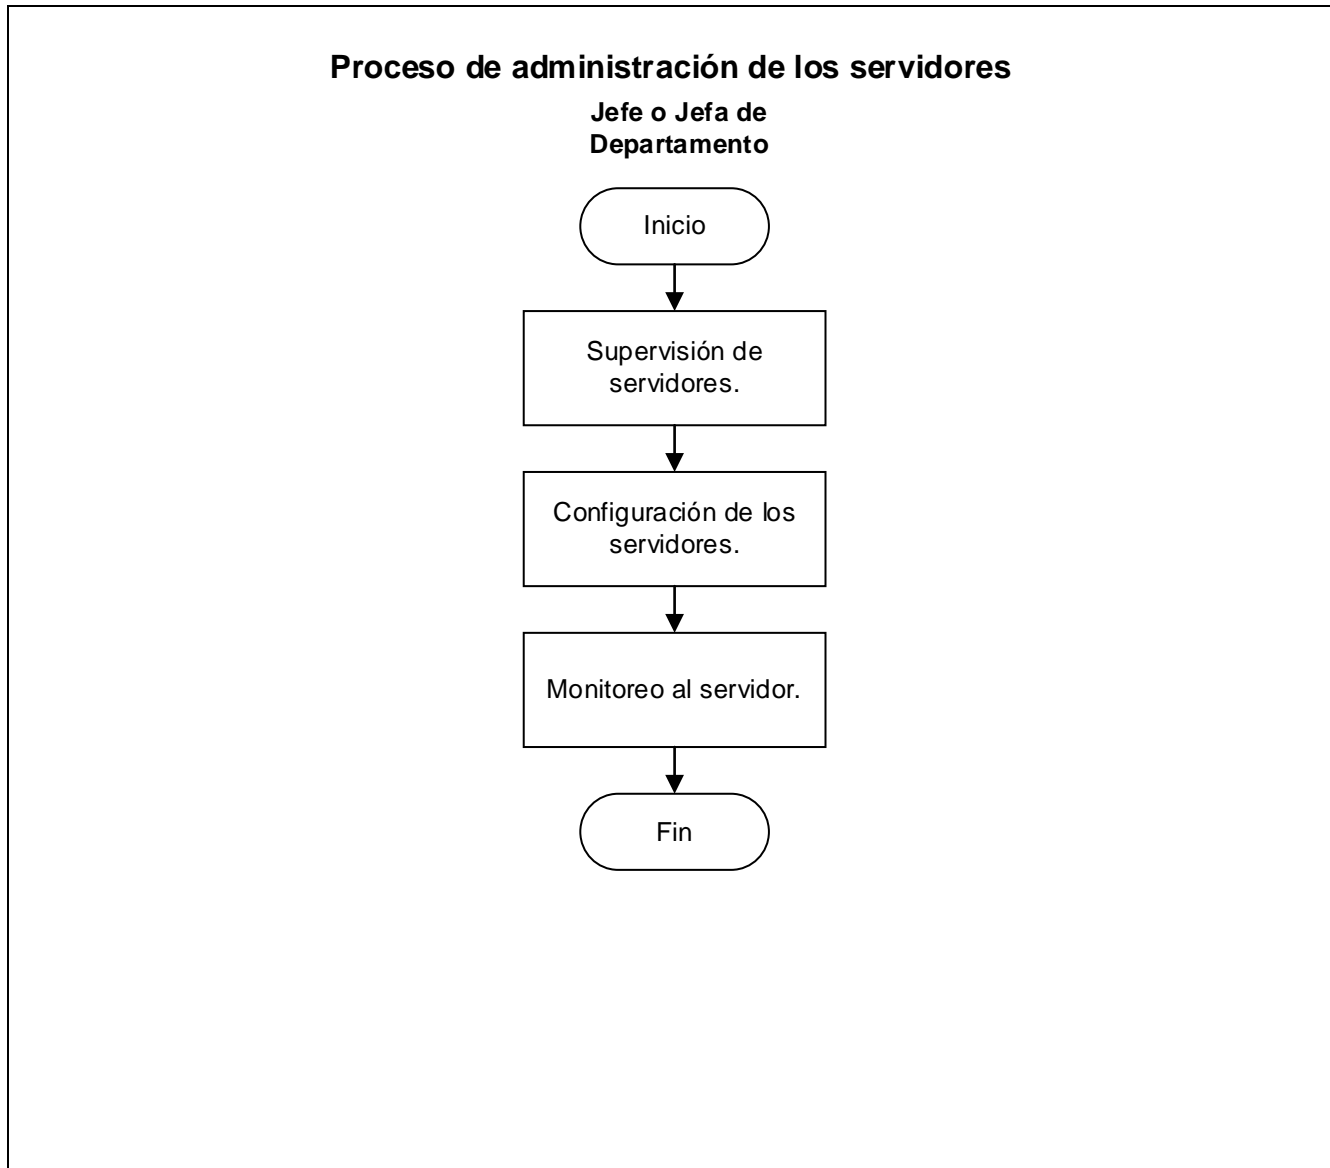 Proceso de administración de los servidores
Jefe o Jefa de
Departamento
Inicio
Supervisión de
servidores.
Configuración de los
servidores.
Monitoreo al servidor.
Fin